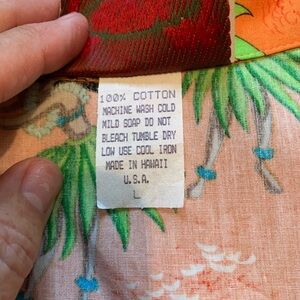 100% COTTON
MACHINE WASH COLD
MILD SOAP DO NOT
BLEACH TUMBLE DRY
LOW USE COOL IRON
MADE IN HAWAII
U.S.A.
L